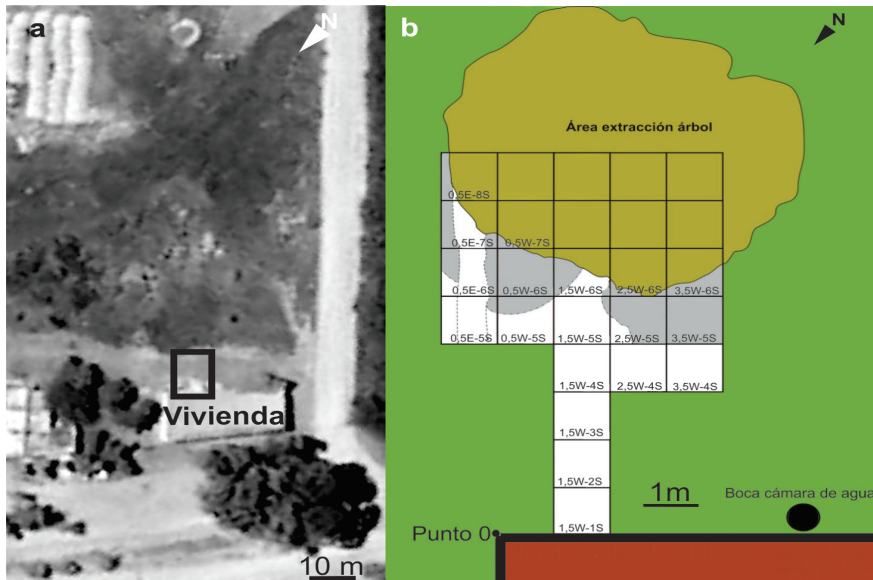 a
N
Vivienda
10 m
b
N
Área extracción árbol
0,5E-8S
0,5E-7S
0,5W-7S
0,5E-6S
0,5W-6S
1,5W-6S
2,5W-6S
3,5W-6S
0,5E-5S
0,5W-5S
1,5W-5S
2,5W-5S
3,5W-5S
1,5W-4S
2,5W-4S
3,5W-4S
1,5W-3S
1,5W-2S
1m
Boca cámara de agua
Punto 0
1,5W-1S